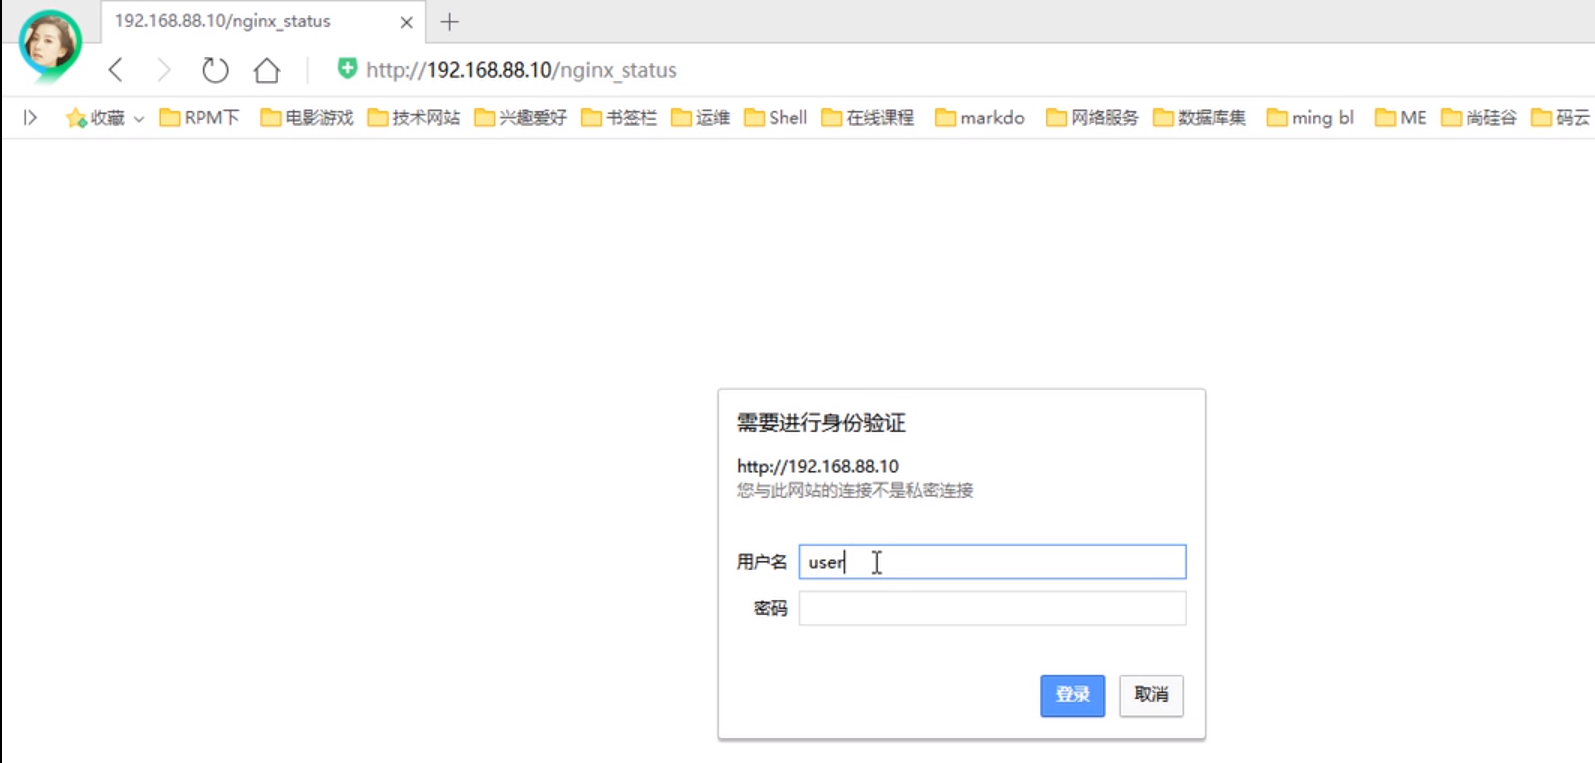 192.168.88.10/nginx_status
http://192.168.88.10/nginx_status
收藏 RPM下 电影游戏 技术网站 兴趣爱好 书签栏 运维 Shell 在线课程 markdo 网络服务 数据库集 ming bl ME 尚硅谷 码云
需要进行身份验证
http://192.168.88.10
您与此网站的连接不是私密连接
用户名 user
密码
登录 取消